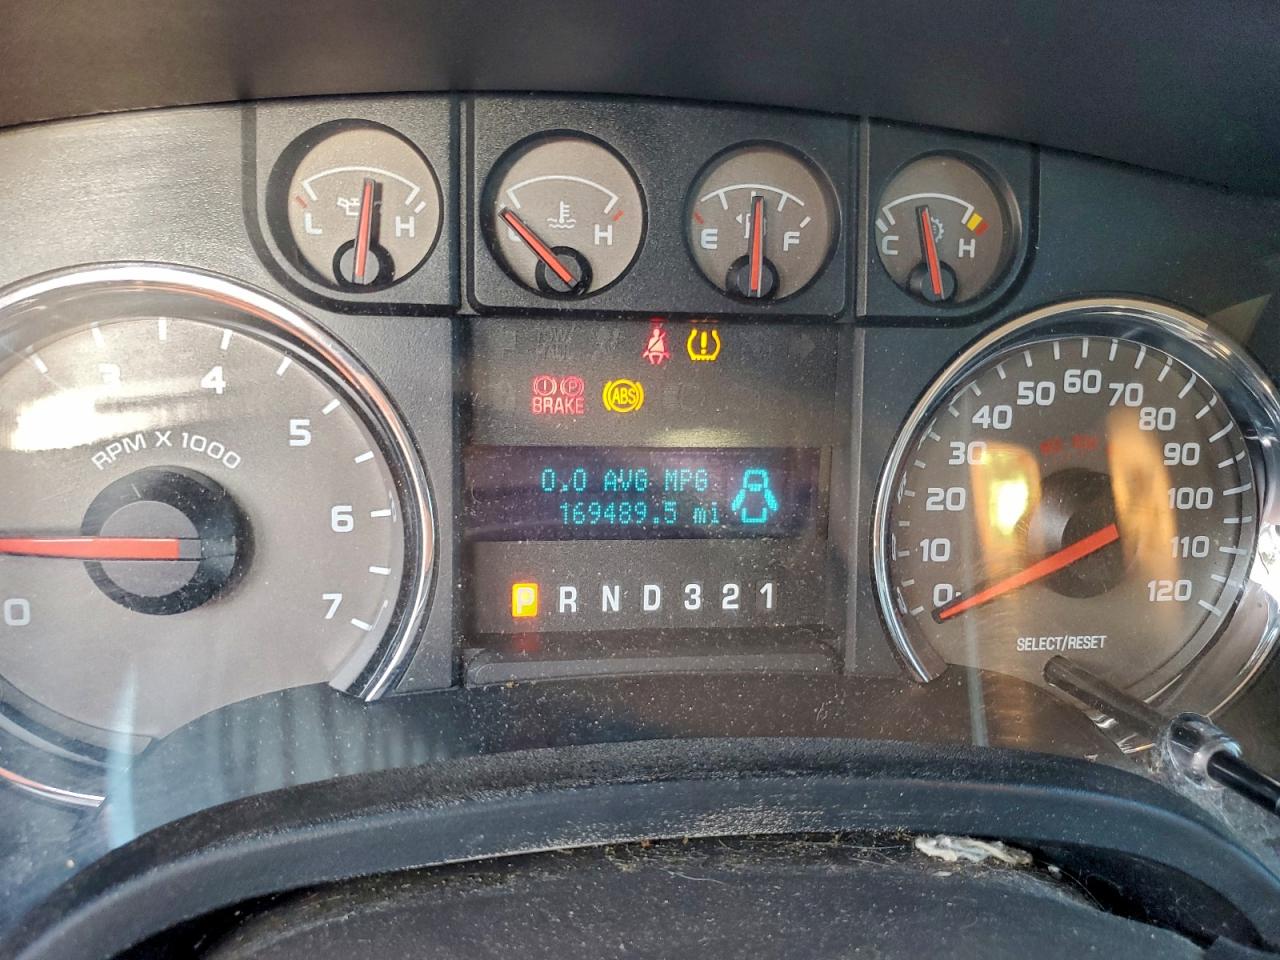 L H
H
E F
C H
3 4 5 6 7
0
RPM X 1000
BRAKE
ABS
0.0 AVG MPG
169489.5 mi
P R N D 3 2 1
0 10 20 30 40 50 60 70 80 90 100 110 120
SELECT/RESET